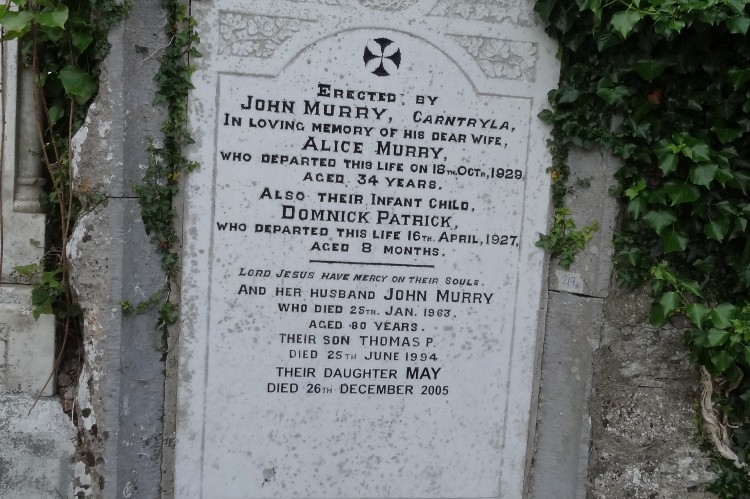 ERECTED BY
JOHN MURRY, CARNTRYLA,
IN LOVING MEMORY OF HIS DEAR WIFE,
ALICE MURRY,
WHO DEPARTED THIS LIFE ON 18TH. OCTR, 1929,
AGED 34 YEARS.
ALSO THEIR INFANT CHILD,
DOMNICK PATRICK,
WHO DEPARTED THIS LIFE 16TH. APRIL, 1927,
AGED 8 MONTHS.
LORD JESUS HAVE MERCY ON THEIR SOULS.
AND HER HUSBAND JOHN MURRY
WHO DIED 25TH. JAN. 1963.
AGED 80 YEARS.
THEIR SON THOMAS P.
DIED 25TH JUNE 1994
THEIR DAUGHTER MAY
DIED 26TH DECEMBER 2005